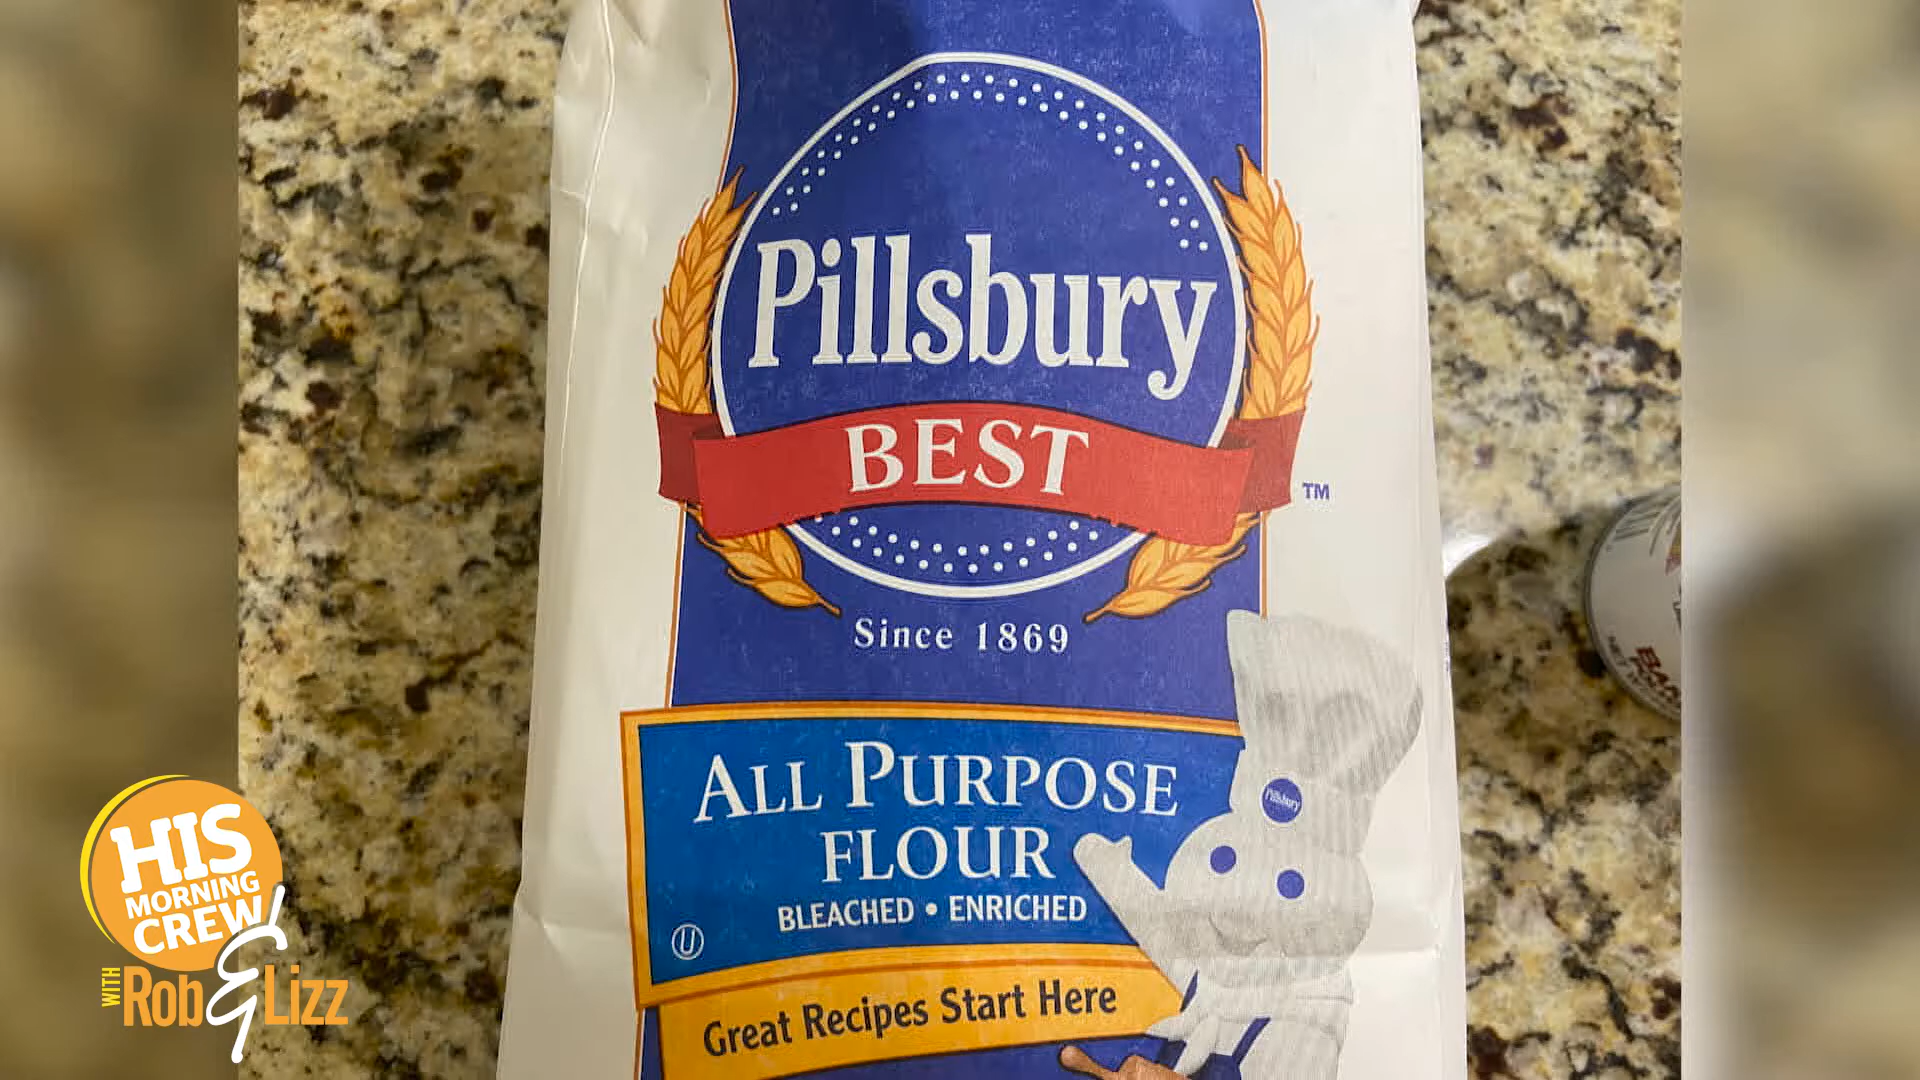 Pillsbury
BEST
TM
Since 1869
ALL PURPOSE
FLOUR
BLEACHED • ENRICHED
U
Great Recipes Start Here
Pillsbury
HIS
MORNING
CREW
WITH
Rob & Lizz